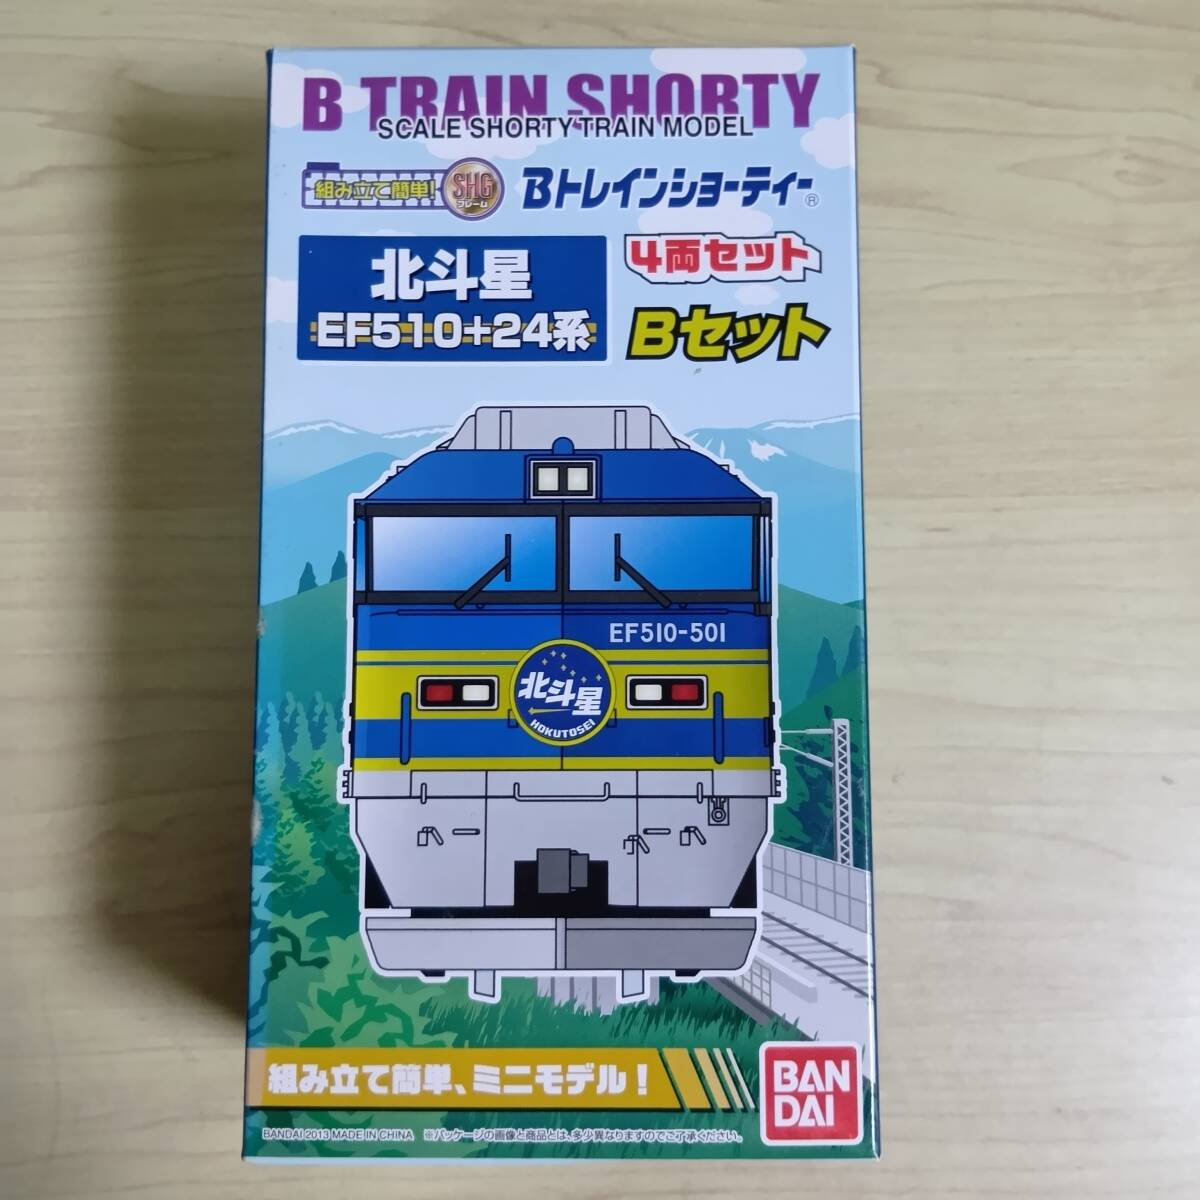 B TRAIN SHORTY
SCALE SHORTY TRAIN MODEL
組み立て簡単!
SHG
フレーム
Bトレインショーティー®
北斗星
EF510+24系
4両セット
Bセット
EF510-501
北斗星
HOKUTOSEI
組み立て簡単、ミニモデル!
BAN
DAI
BANDAI 2013 MADE IN CHINA ※パッケージの画像と商品とは、多少異なりますのでご了承ください。